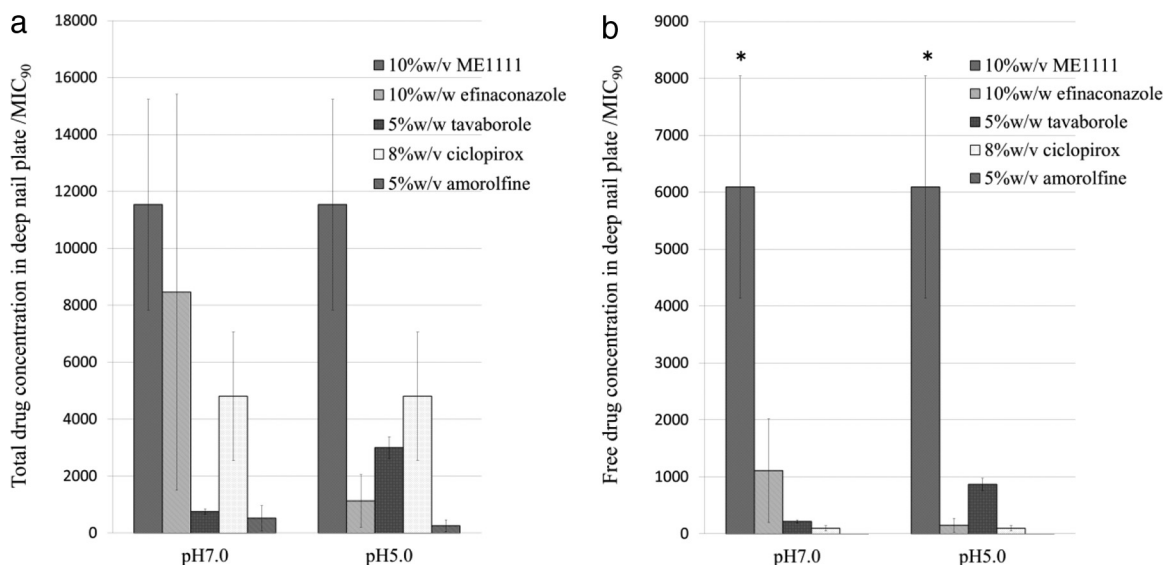 a
Total drug concentration in deep nail plate /MIC90
18000
16000
14000
12000
10000
8000
6000
4000
2000
0
10%w/v ME1111
10%w/w efinaconazole
5%w/w tavaborole
8%w/v ciclopirox
5%w/v amorolfine
pH7.0
pH5.0
b
Free drug concentration in deep nail plate /MIC90
9000
8000
7000
6000
5000
4000
3000
2000
1000
0
*
*
10%w/v ME1111
10%w/w efinaconazole
5%w/w tavaborole
8%w/v ciclopirox
5%w/v amorolfine
pH7.0
pH5.0